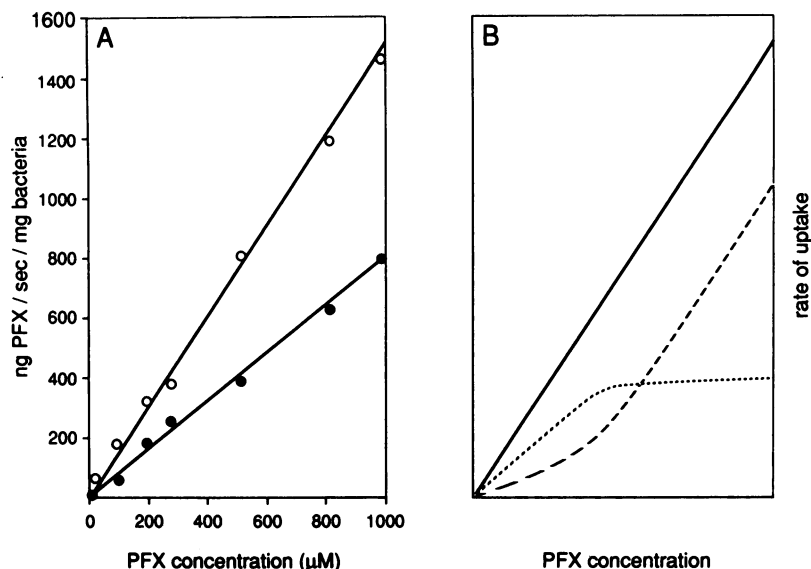 A
B
1600
1400
1200
1000
800
600
400
200
ng PFX / sec / mg bacteria
0 200 400 600 800 1000
PFX concentration (μM)
PFX concentration
rate of uptake